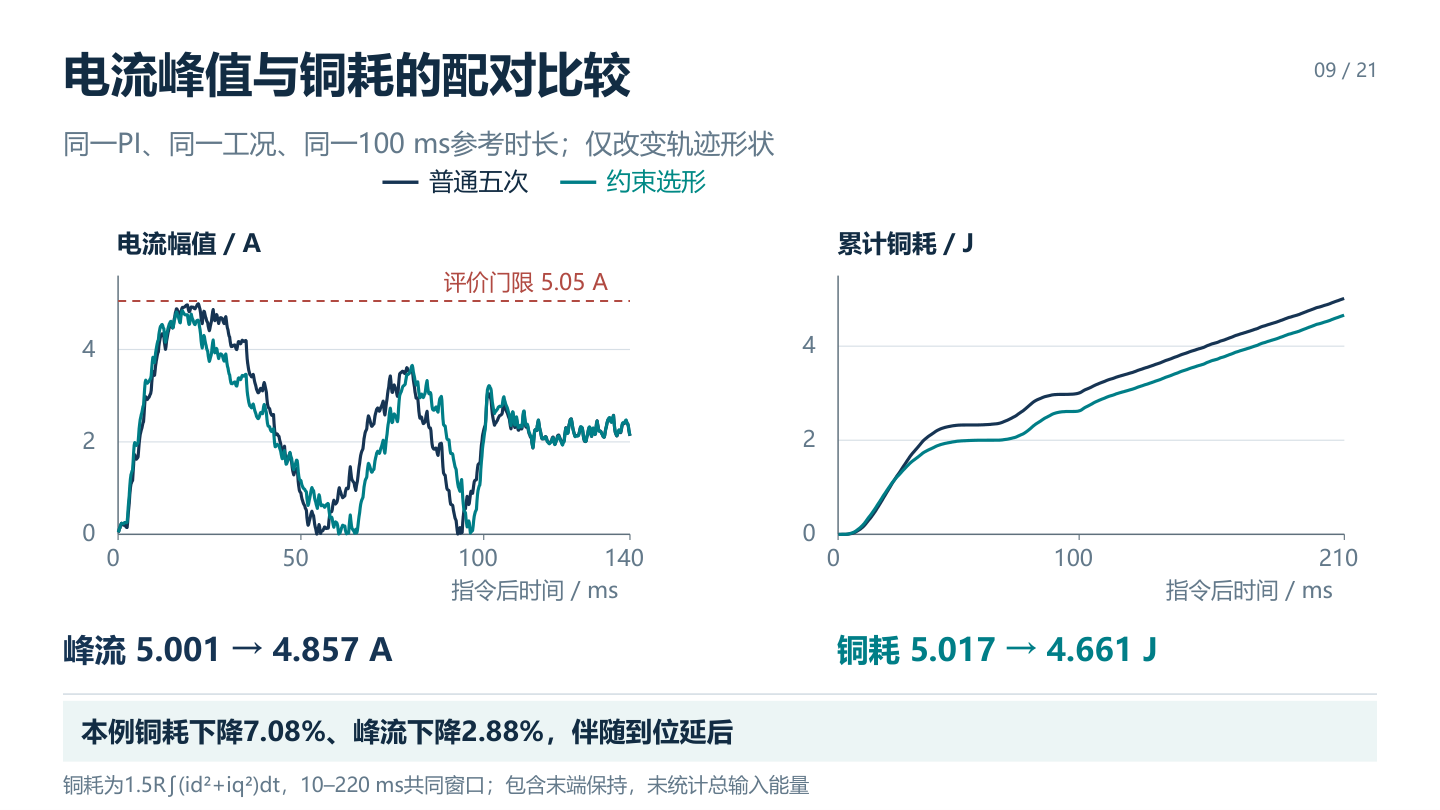 电流峰值与铜耗的配对比较
09 / 21
同一PI、同一工况、同一100 ms参考时长；仅改变轨迹形状
普通五次 约束选形
电流幅值 / A
评价门限 5.05 A
4
2
0
0 50 100 140
指令后时间 / ms
累计铜耗 / J
4
2
0
0 100 210
指令后时间 / ms
峰流 5.001 → 4.857 A
铜耗 5.017 → 4.661 J
本例铜耗下降7.08%、峰流下降2.88%，伴随到位延后
铜耗为1.5R∫(id²+iq²)dt，10–220 ms共同窗口；包含末端保持，未统计总输入能量